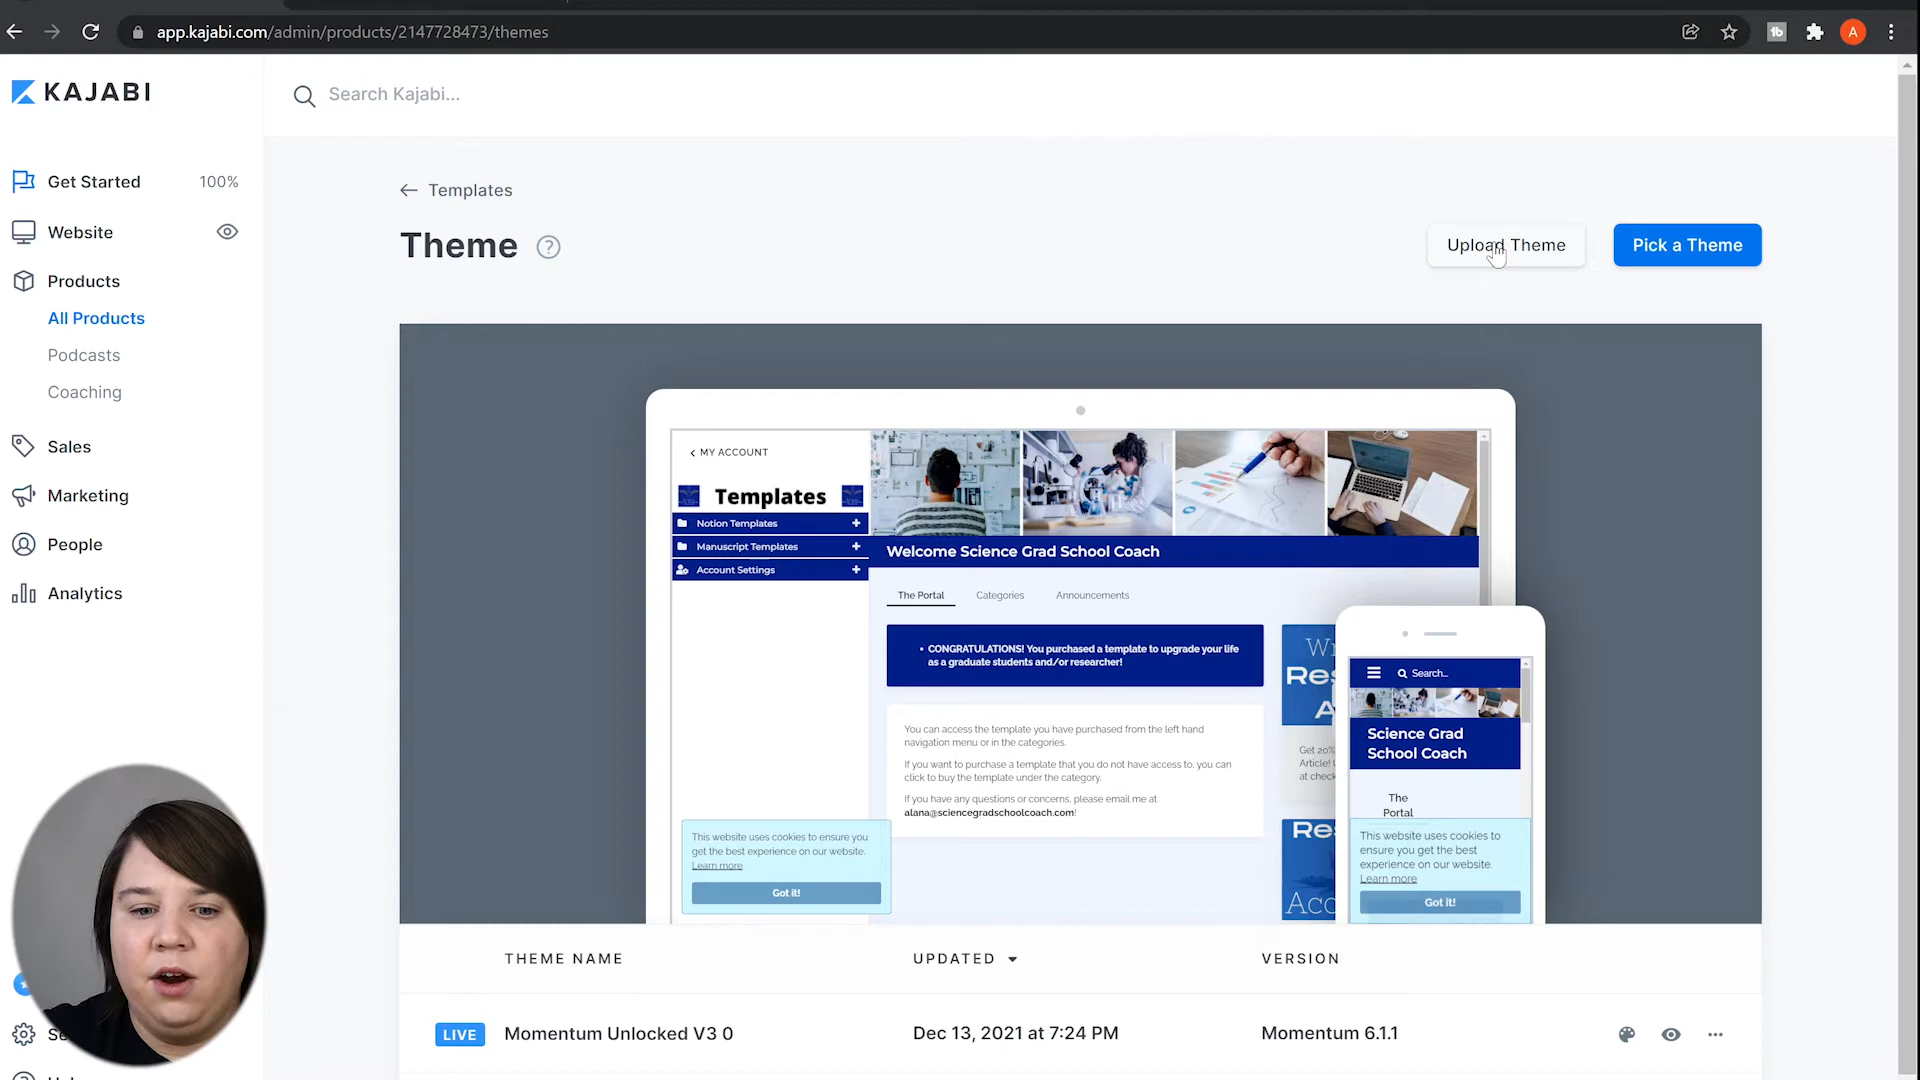 app.kajabi.com/admin/products/2147728473/themes
A
KAJABI
Search Kajabi...
Get Started 100%
Website
Products
All Products
Podcasts
Coaching
Sales
Marketing
People
Analytics
Templates
Theme ?
Upload Theme
Pick a Theme
MY ACCOUNT
Templates
Notion Templates
Manuscript Templates
Account Settings
Welcome Science Grad School Coach
The Portal Categories Announcements
• CONGRATULATIONS! You purchased a template to upgrade your life
as a graduate students and/or researcher!
You can access the template you have purchased from the left hand
navigation menu or in the categories.
If you want to purchase a template that you do not have access to, you can
click to buy the template under the category.
If you have any questions or concerns, please email me at
alana@sciencegradschoolcoach.com!
This website uses cookies to ensure you
get the best experience on our website.
Learn more
Got it!
Get 20%
at check
Search...
Science Grad
School Coach
The
Portal
This website uses cookies to
ensure you get the best
experience on our website.
Learn more
Got it!
THEME NAME UPDATED VERSION
LIVE Momentum Unlocked V3 0 Dec 13, 2021 at 7:24 PM Momentum 6.1.1